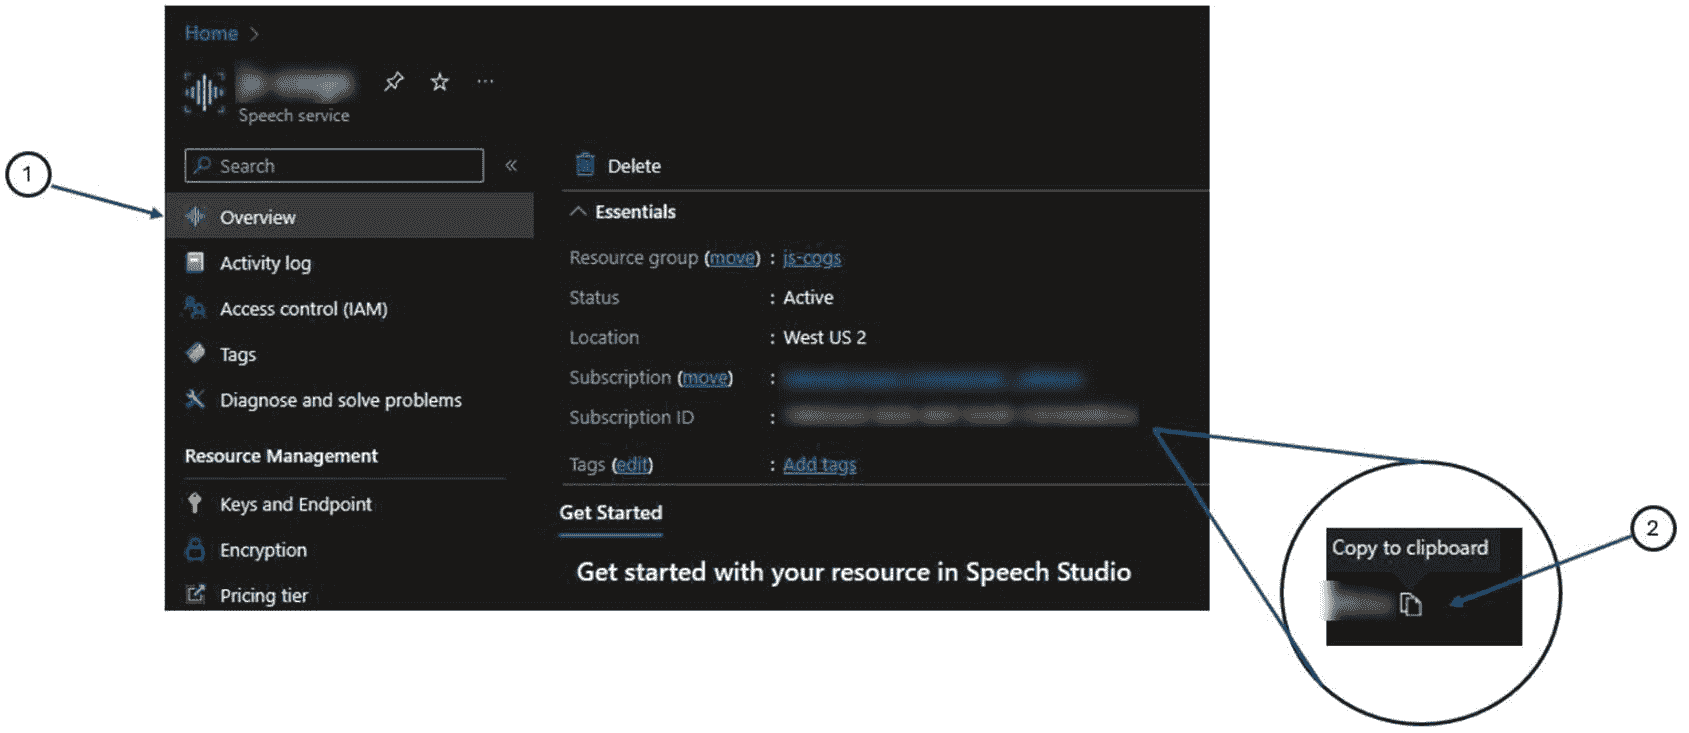 Home >
Speech service
1
Search
«
Delete
Overview
Essentials
Activity log
Resource group (move) : js-cogs
Access control (IAM)
Status : Active
Tags
Location : West US 2
Diagnose and solve problems
Subscription (move) :
Subscription ID :
Resource Management
Tags (edit) : Add tags
Keys and Endpoint
Get Started
Encryption
Get started with your resource in Speech Studio
Pricing tier
Copy to clipboard
2